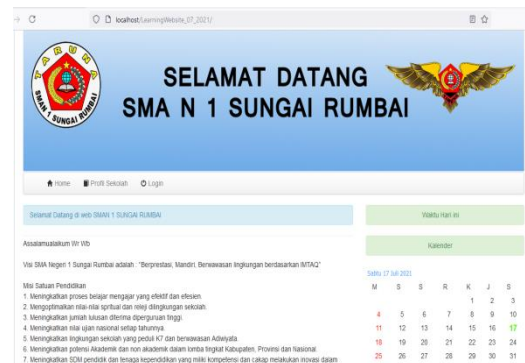 localhost/LearningWebsite_07_2021/
TARUNA
SMAN 1 SUNGAI RUMBAI
SELAMAT DATANG
SMA N 1 SUNGAI RUMBAI
Home Profil Sekolah Login
Selamat Datang di web SMAN 1 SUNGAI RUMBAI
Assalamualaikum Wr Wb
Visi SMA Negeri 1 Sungai Rumbai adalah : "Berprestasi, Mandiri, Berwawasan Lingkungan berdasarkan IMTAQ"
Misi Satuan Pendidikan
1. Meningkatkan proses belajar mengajar yang efektif dan efesien
2. Mengoptimalkan nilai-nilai spritual dan releji dilingkungan sekolah.
3. Meningkatkan jumlah lulusan diterima diperguruan tinggi.
4. Meningkatkan nilai ujian nasional setiap tahunnya.
5. Meningkatkan lingkungan sekolah yang peduli K7 dan berwawasan Adwiyata.
6. Meningkatkan potensi Akademik dan non akademik dalam lomba tingkat Kabupaten, Provinsi dan Nasional.
7. Meningkatkan SDM pendidik dan tenaga kependidikan yang miliki kompetensi dan cakap melakukan inovasi dalam
Waktu Hari ini
Kalender
Sabtu 17 Juli 2021
M S S R K J S
1 2 3
4 5 6 7 8 9 10
11 12 13 14 15 16 17
18 19 20 21 22 23 24
25 26 27 28 29 30 31